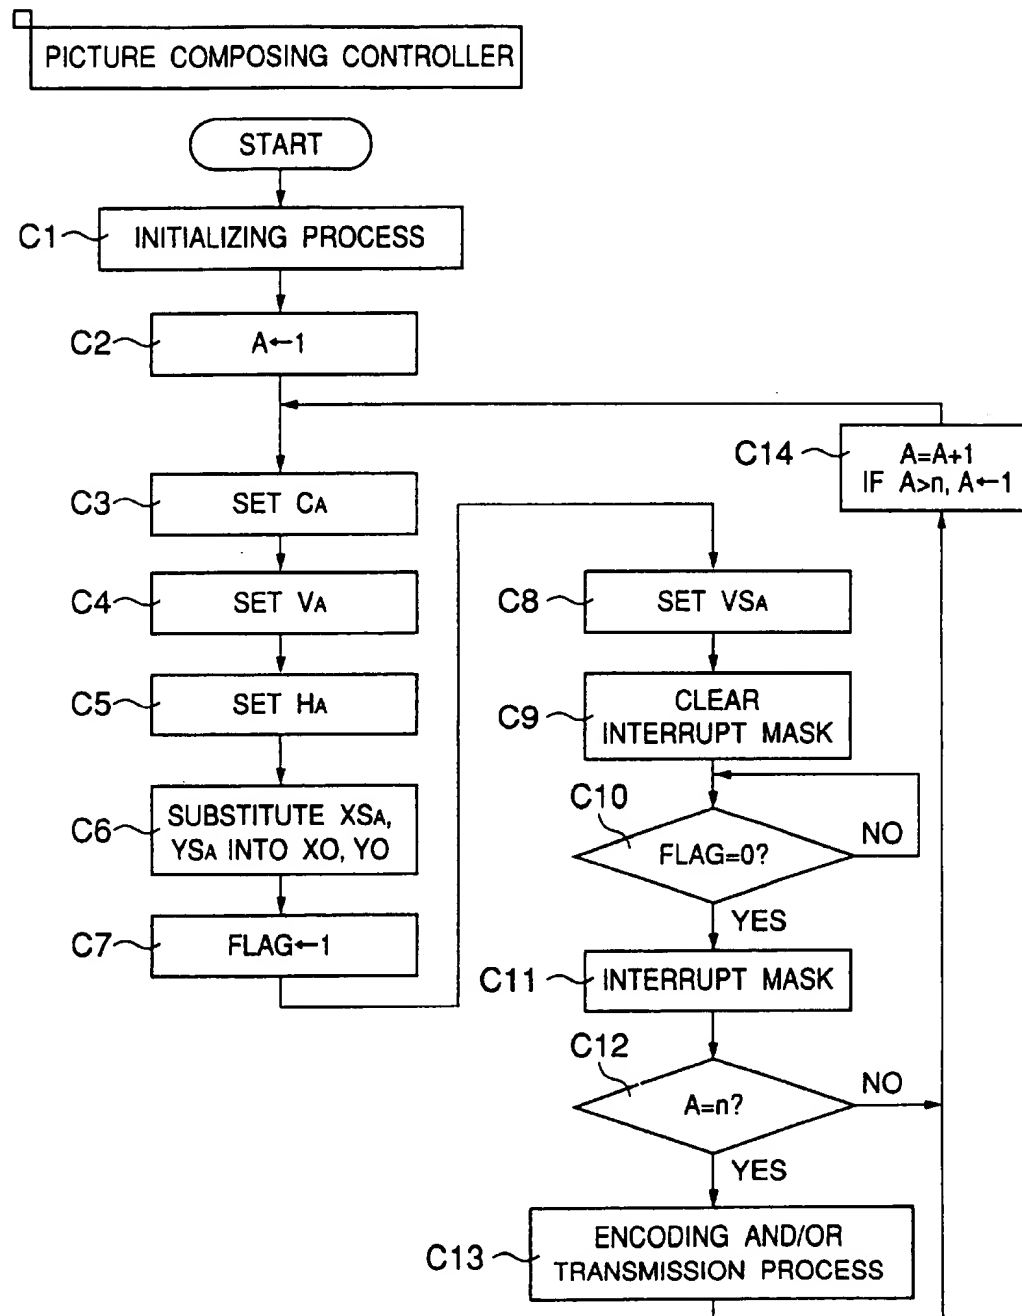 PICTURE COMPOSING CONTROLLER
START
C1
INITIALIZING PROCESS
C2
A←1
C3
SET CA
C4
SET VA
C5
SET HA
C6
SUBSTITUTE XSA,
YSA INTO XO, YO
C7
FLAG←1
C8
SET VSA
C9
CLEAR
INTERRUPT MASK
C10
FLAG=0?
NO
YES
C11
INTERRUPT MASK
C12
A=n?
NO
YES
C13
ENCODING AND/OR
TRANSMISSION PROCESS
C14
A=A+1
IF A>n, A←1